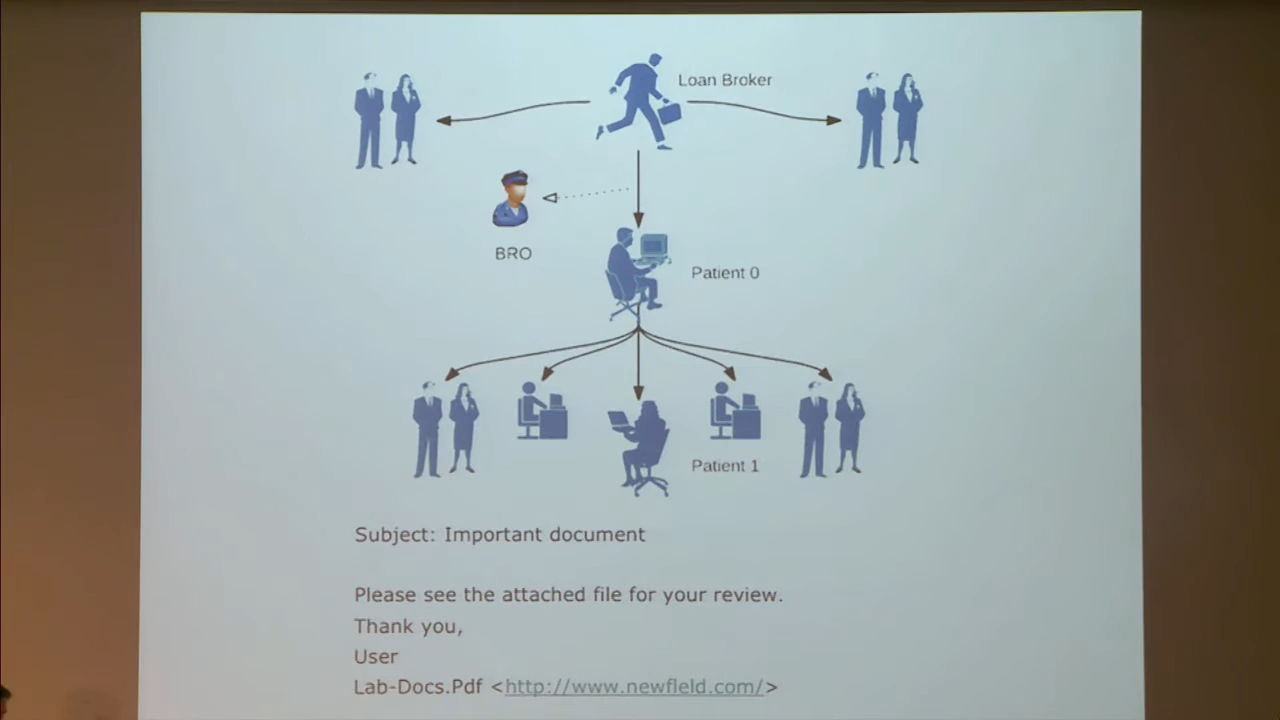 Loan Broker
BRO
Patient 0
Patient 1
Subject: Important document
Please see the attached file for your review.
Thank you,
User
Lab-Docs.Pdf <http://www.newfleld.com/>